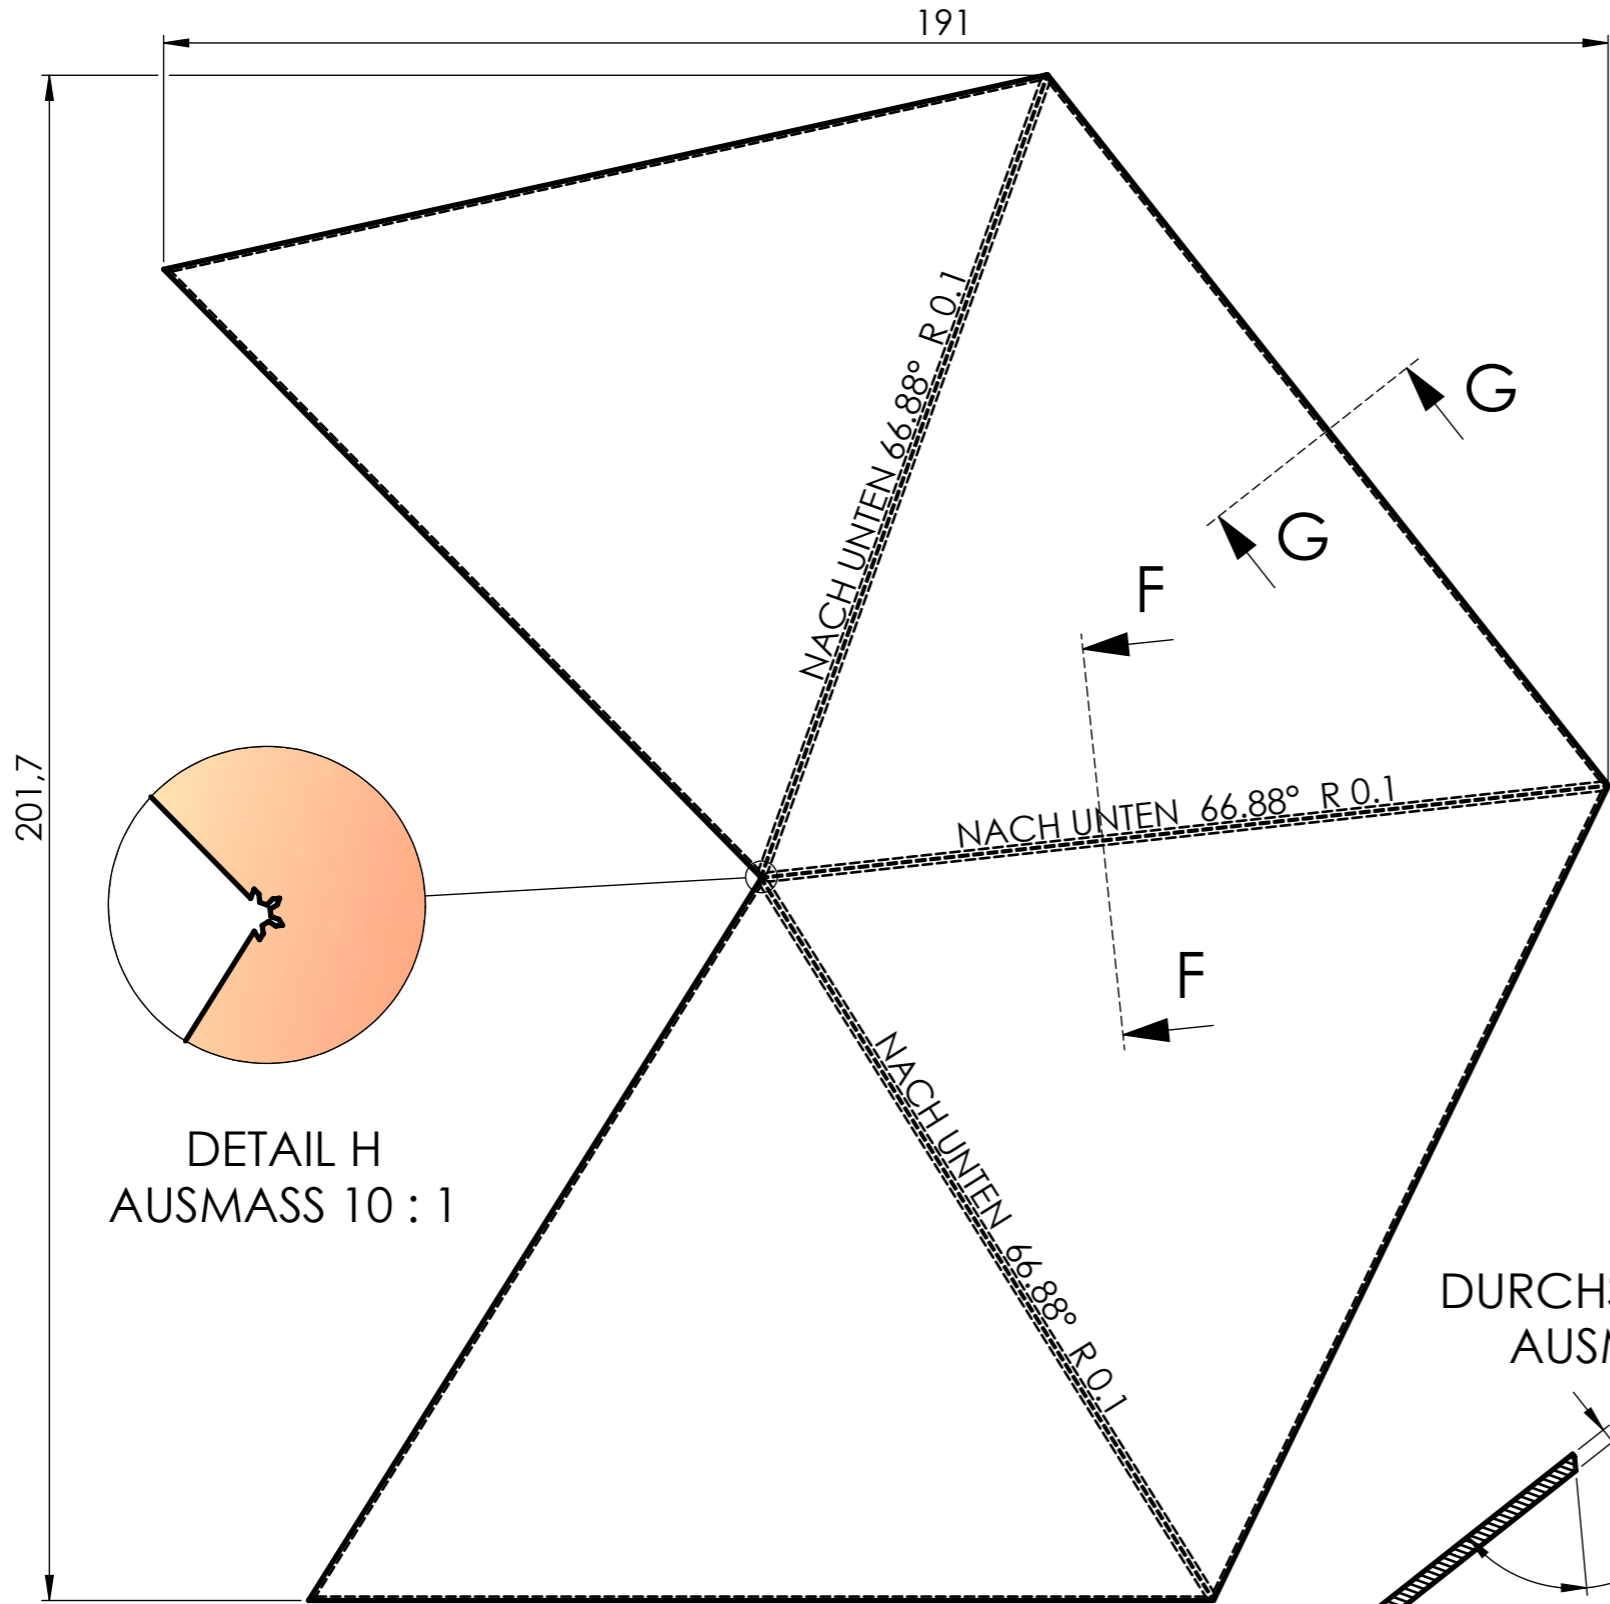 191
201,7
NACH UNTEN 66.88° R 0.1
G
G
F
NACH UNTEN 66.88° R 0.1
F
NACH UNTEN 66.88° R 0.1
DETAIL H
AUSMASS 10 : 1